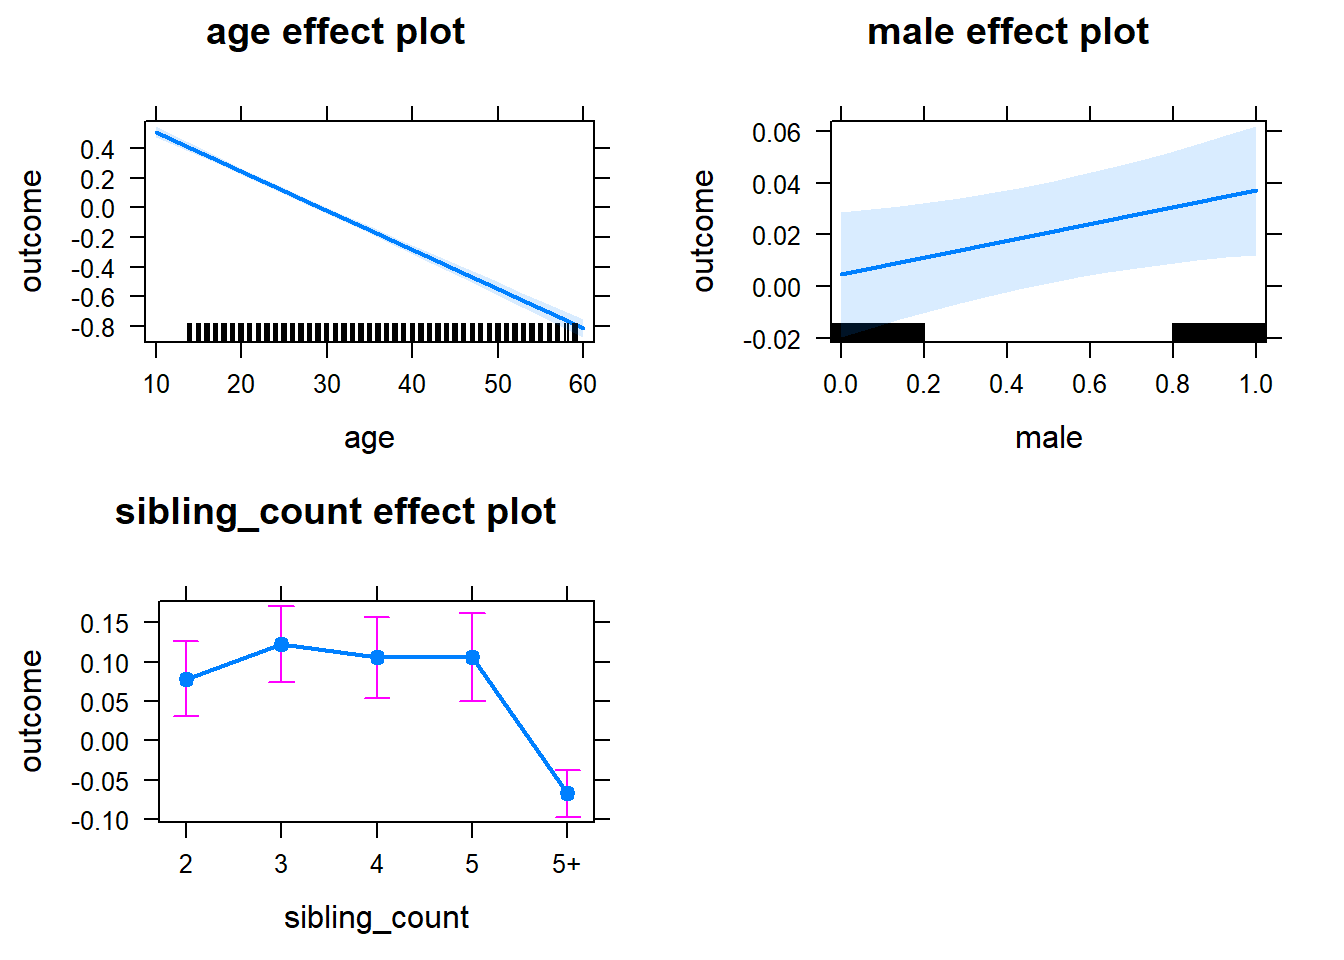 age effect plot
outcome
0.4
0.2
0.0
-0.2
-0.4
-0.6
-0.8
10 20 30 40 50 60
age
male effect plot
outcome
0.06
0.04
0.02
0.00
-0.02
0.0 0.2 0.4 0.6 0.8 1.0
male
sibling_count effect plot
outcome
0.15
0.10
0.05
0.00
-0.05
-0.10
2 3 4 5 5+
sibling_count